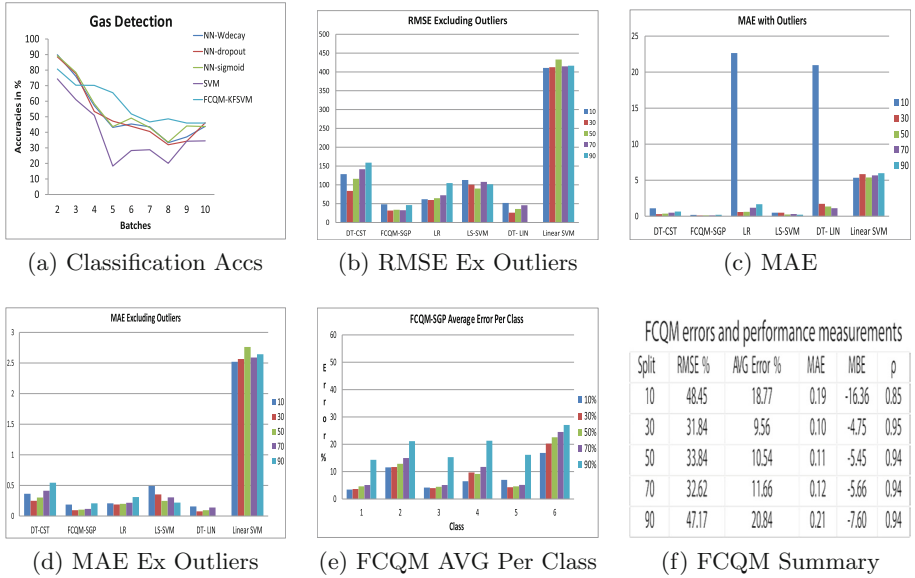 Gas Detection
Accuracies in %
100
90
80
70
60
50
40
30
20
10
0
2 3 4 5 6 7 8 9 10
Batches
NN-Wdecay
NN-dropout
NN-sigmoid
SVM
FCQM-KFSVM
(a) Classification Accs
RMSE Excluding Outliers
500
450
400
350
300
250
200
150
100
50
0
DT-CST FCQM-SGP LR LS-SVM DT- LIN Linear SVM
10
30
50
70
90
(b) RMSE Ex Outliers
MAE with Outliers
25
20
15
10
5
0
DT-CST FCQM-SGP LR LS-SVM DT- LIN Linear SVM
10
30
50
70
90
(c) MAE
MAE Excluding Outliers
3
2.5
2
1.5
1
0.5
0
DT-CST FCQM-SGP LR LS-SVM DT- LIN Linear SVM
10
30
50
70
90
(d) MAE Ex Outliers
FCQM-SGP Average Error Per Class
Error %
60
50
40
30
20
10
0
1 2 3 4 5 6
Class
10%
30%
50%
70%
90%
(e) FCQM AVG Per Class
FCQM errors and performance measurements
Split RMSE % AVG Error % MAE MBE ρ
10 48.45 18.77 0.19 -16.36 0.85
30 31.84 9.56 0.10 -4.75 0.95
50 33.84 10.54 0.11 -5.45 0.94
70 32.62 11.66 0.12 -5.66 0.94
90 47.17 20.84 0.21 -7.60 0.94
(f) FCQM Summary